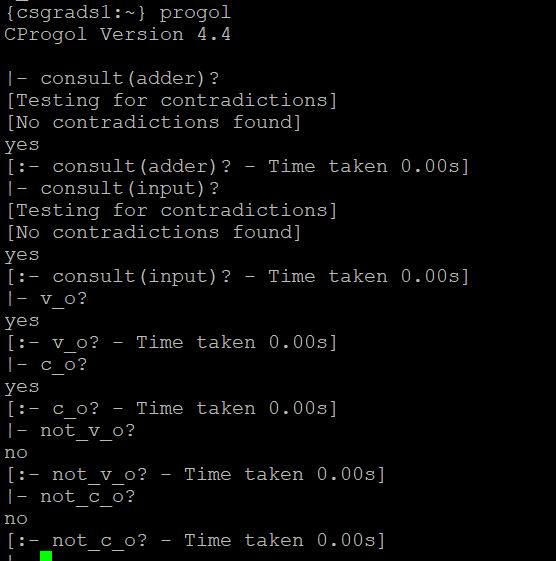 {csgrads1:~} progol
CProgol Version 4.4
|- consult(adder)?
[Testing for contradictions]
[No contradictions found]
yes
[:- consult(adder)? - Time taken 0.00s]
|- consult(input)?
[Testing for contradictions]
[No contradictions found]
yes
[:- consult(input)? - Time taken 0.00s]
|- v_o?
yes
[:- v_o? - Time taken 0.00s]
|- c_o?
yes
[:- c_o? - Time taken 0.00s]
|- not_v_o?
no
[:- not_v_o? - Time taken 0.00s]
|- not_c_o?
no
[:- not_c_o? - Time taken 0.00s]